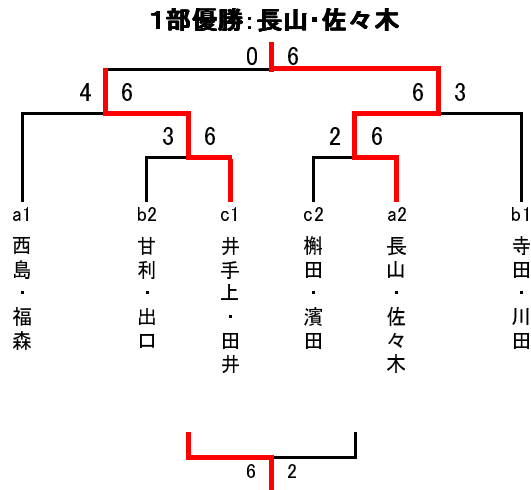 1部優勝：長山・佐々木
0 6
4 6 6 3
3 6 2 6
a1 b2 c1 c2 a2 b1
西島・福森
甘利・出口
井手上・田井
槲田・濱田
長山・佐々木
寺田・川田
6 2